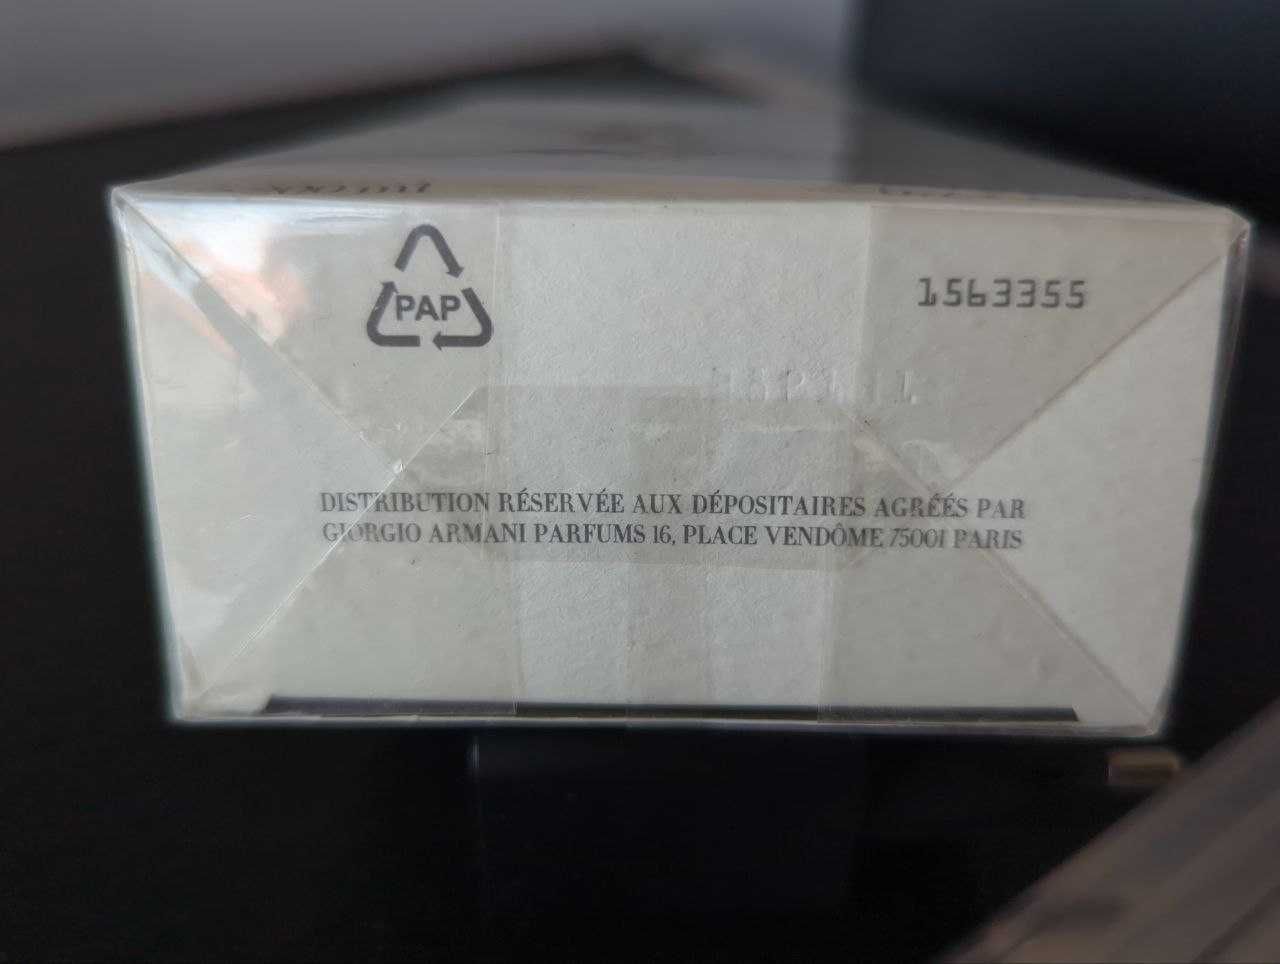 PAP
1563355
DISTRIBUTION RÉSERVÉE AUX DÉPOSITAIRES AGRÉÉS PAR
GIORGIO ARMANI PARFUMS 16, PLACE VENDÔME 75001 PARIS